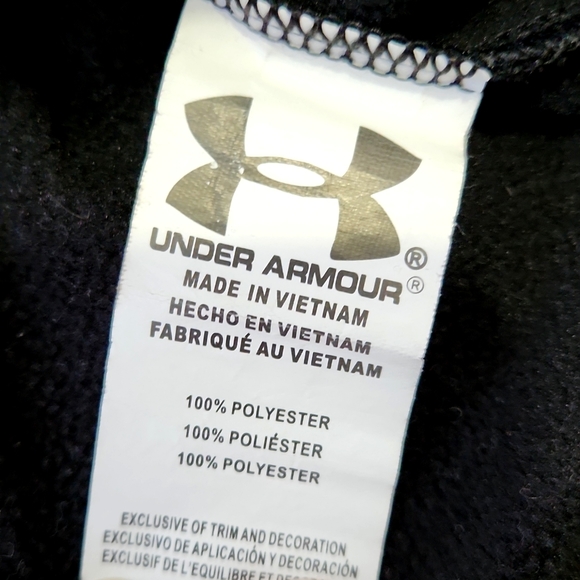 UNDER ARMOUR®
MADE IN VIETNAM
HECHO EN VIETNAM
FABRIQUÉ AU VIETNAM
100% POLYESTER
100% POLIÉSTER
100% POLYESTER
EXCLUSIVE OF TRIM AND DECORATION
EXCLUSIVO DE APLICACIÓN Y DECORACIÓN
EXCLUSIF DE L'EQUILIBRE ET